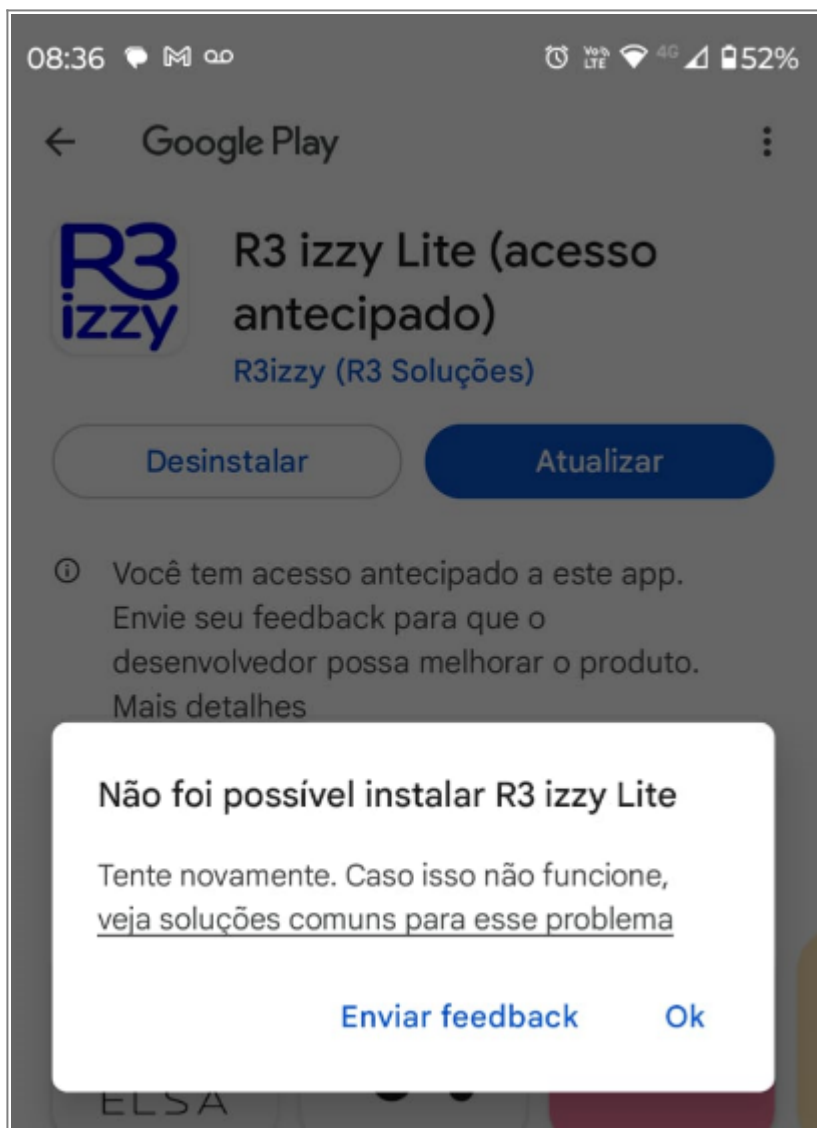 08:36 Vo)) LTE 4G 52%
Google Play
R3 izzy
R3 izzy Lite (acesso
antecipado)
R3izzy (R3 Soluções)
Desinstalar Atualizar
Você tem acesso antecipado a este app.
Envie seu feedback para que o
desenvolvedor possa melhorar o produto.
Mais detalhes
Não foi possível instalar R3 izzy Lite
Tente novamente. Caso isso não funcione,
veja soluções comuns para esse problema
Enviar feedback Ok
ELSA